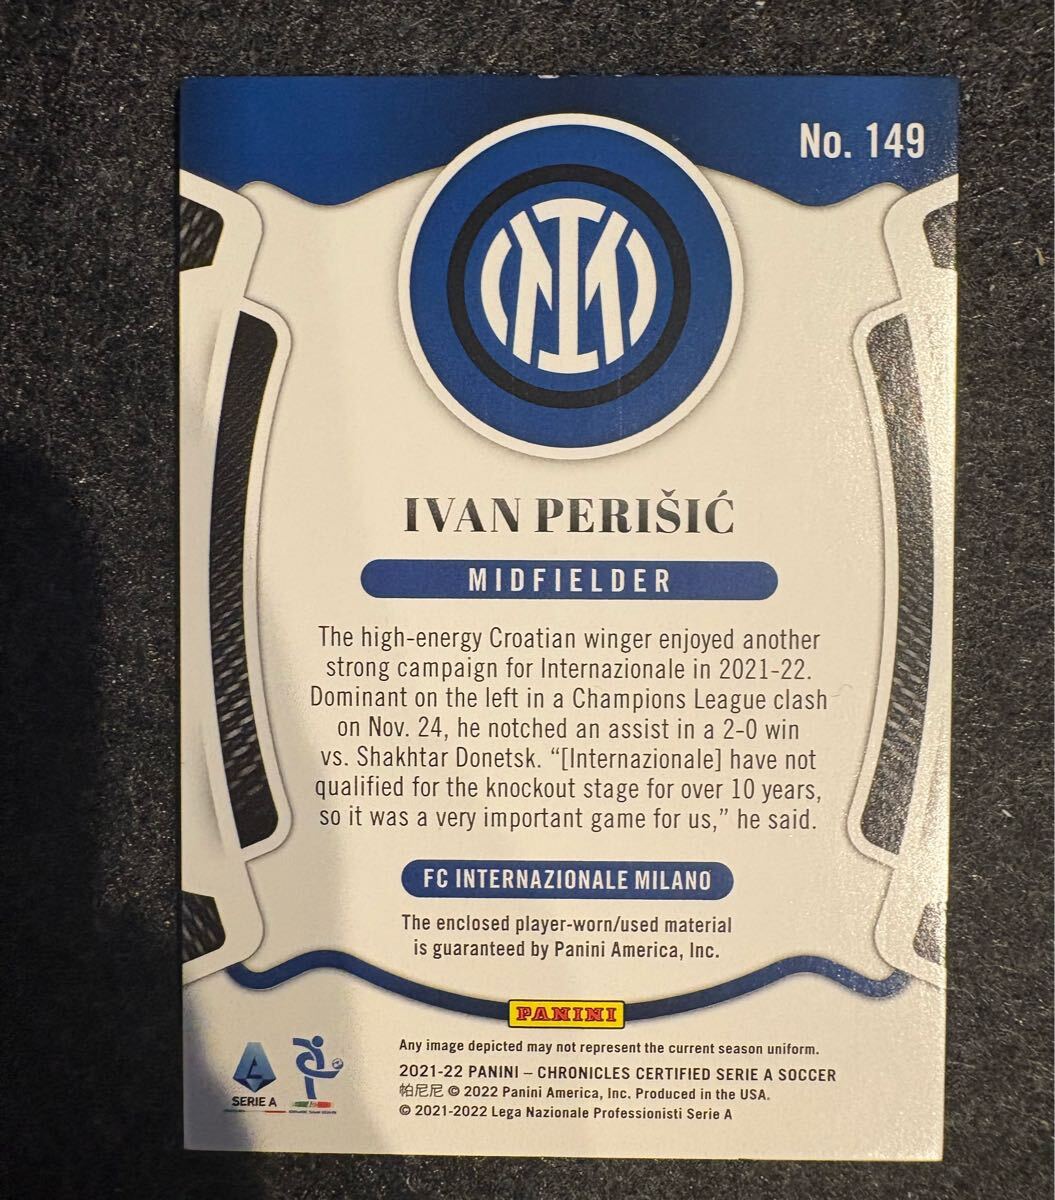 No. 149
IVAN PERIŠIĆ
MIDFIELDER
The high-energy Croatian winger enjoyed another
strong campaign for Internazionale in 2021-22.
Dominant on the left in a Champions League clash
on Nov. 24, he notched an assist in a 2-0 win
vs. Shakhtar Donetsk. “[Internazionale] have not
qualified for the knockout stage for over 10 years,
so it was a very important game for us,” he said.
FC INTERNAZIONALE MILANO
The enclosed player-worn/used material
is guaranteed by Panini America, Inc.
PANINI
Any image depicted may not represent the current season uniform.
2021-22 PANINI – CHRONICLES CERTIFIED SERIE A SOCCER
帕尼尼 © 2022 Panini America, Inc. Produced in the USA.
© 2021-2022 Lega Nazionale Professionisti Serie A
SERIE A